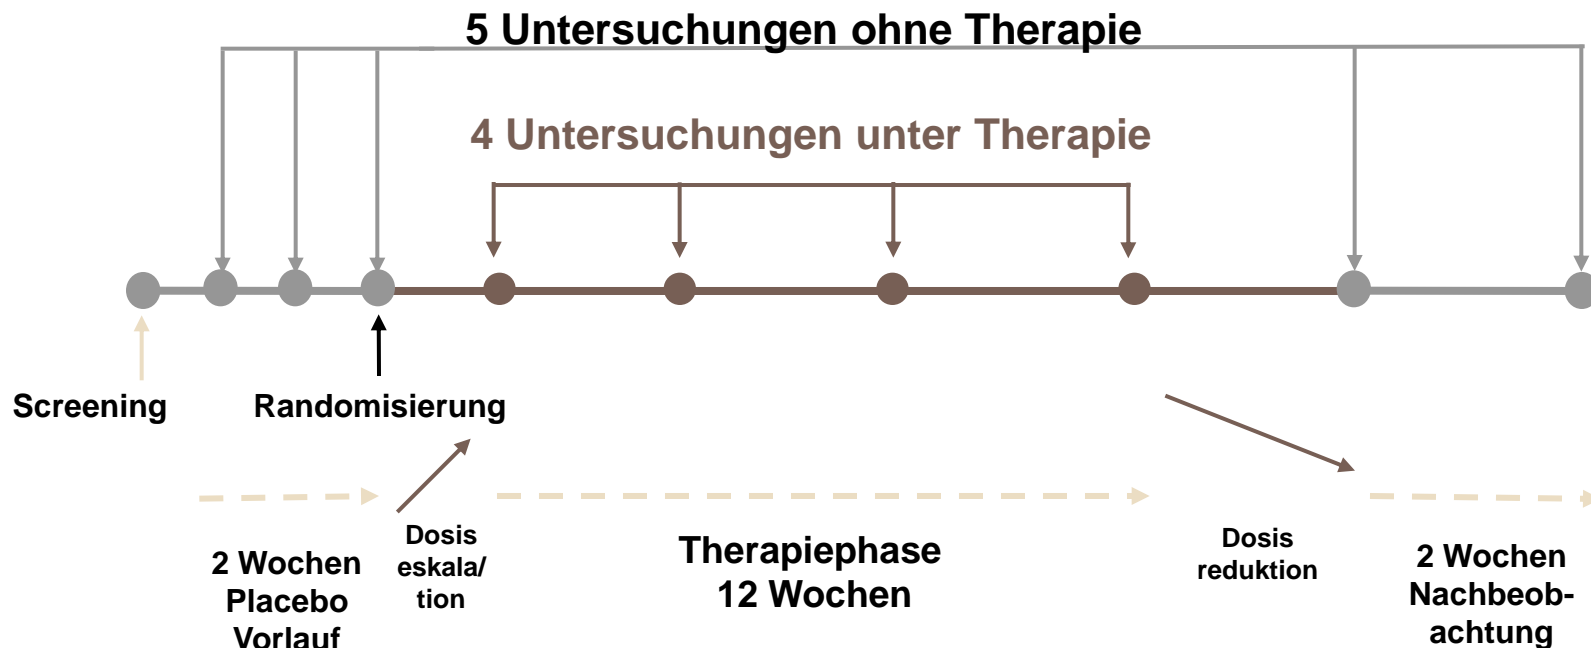 5 Untersuchungen ohne Therapie
4 Untersuchungen unter Therapie
Screening
Randomisierung
2 Wochen
Placebo
Vorlauf
Dosis
eskala/
tion
Therapiephase
12 Wochen
Dosis
reduktion
2 Wochen
Nachbeob-
achtung